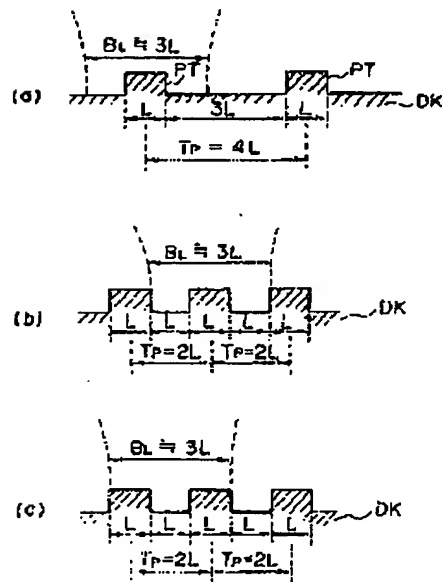 BL ≒ 3L
PT PT
(a) DK
L 3L L
TP = 4L
BL ≒ 3L
(b) DK
L L L L L
TP=2L TP=2L
BL ≒ 3L
(c) DK
L L L L L
TP=2L TP=2L